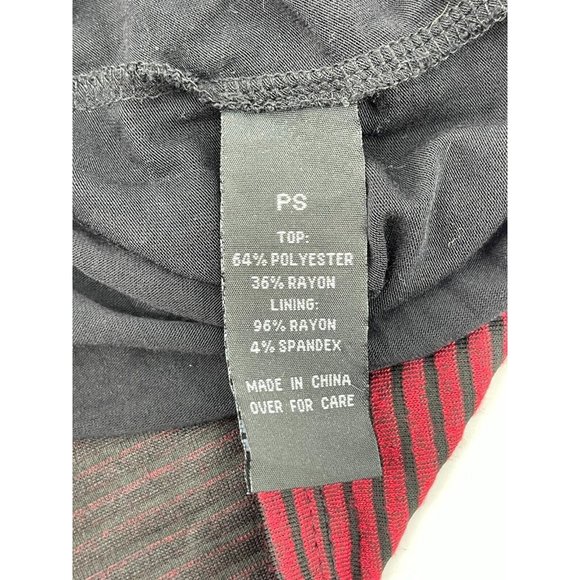 PS
TOP:
64% POLYESTER
36% RAYON
LINING:
96% RAYON
4% SPANDEX
MADE IN CHINA
OVER FOR CARE